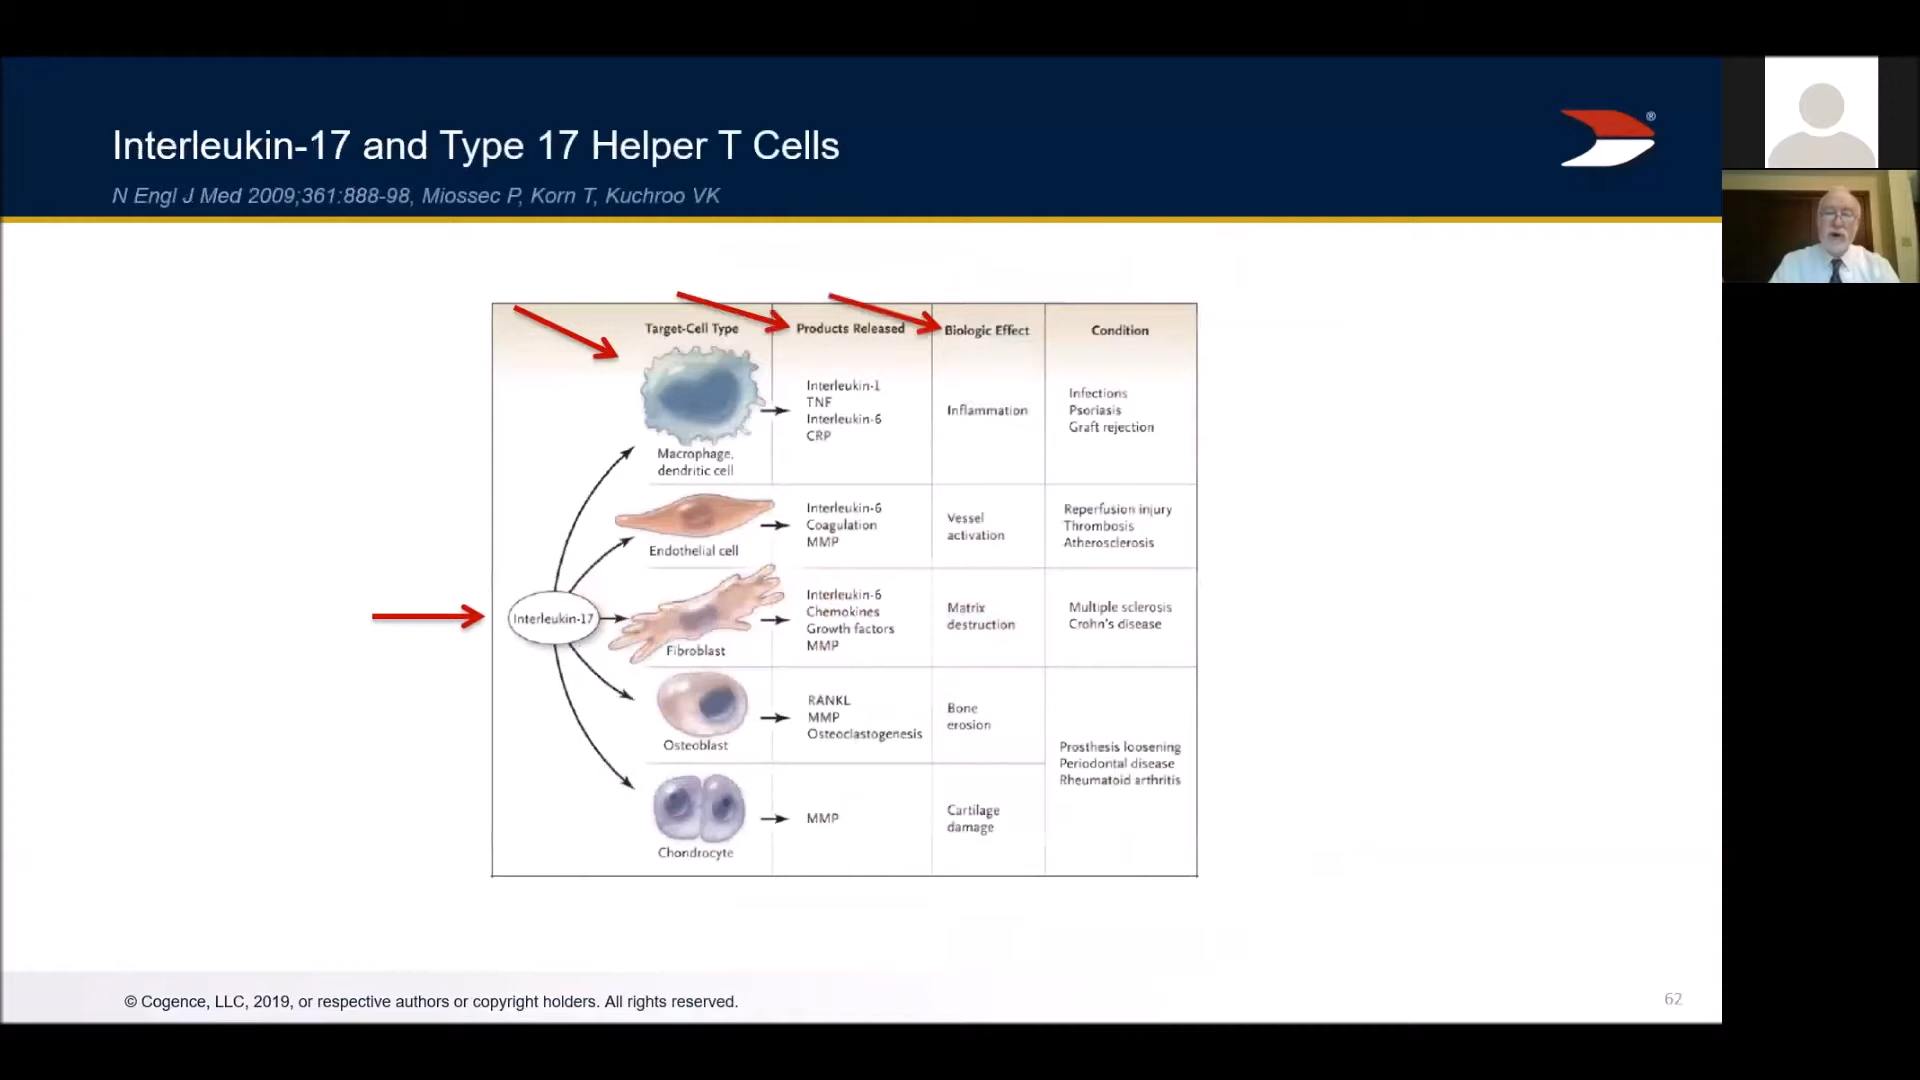 Interleukin-17 and Type 17 Helper T Cells
N Engl J Med 2009;361:888-98, Miossec P, Korn T, Kuchroo VK
®
Target-Cell Type
Products Released
Biologic Effect
Condition
Macrophage,
dendritic cell
Interleukin-1
TNF
Interleukin-6
CRP
Inflammation
Infections
Psoriasis
Graft rejection
Endothelial cell
Interleukin-6
Coagulation
MMP
Vessel
activation
Reperfusion injury
Thrombosis
Atherosclerosis
Interleukin-17
Fibroblast
Interleukin-6
Chemokines
Growth factors
MMP
Matrix
destruction
Multiple sclerosis
Crohn's disease
Osteoblast
RANKL
MMP
Osteoclastogenesis
Bone
erosion
Prosthesis loosening
Periodontal disease
Rheumatoid arthritis
Chondrocyte
MMP
Cartilage
damage
© Cogence, LLC, 2019, or respective authors or copyright holders. All rights reserved.
62